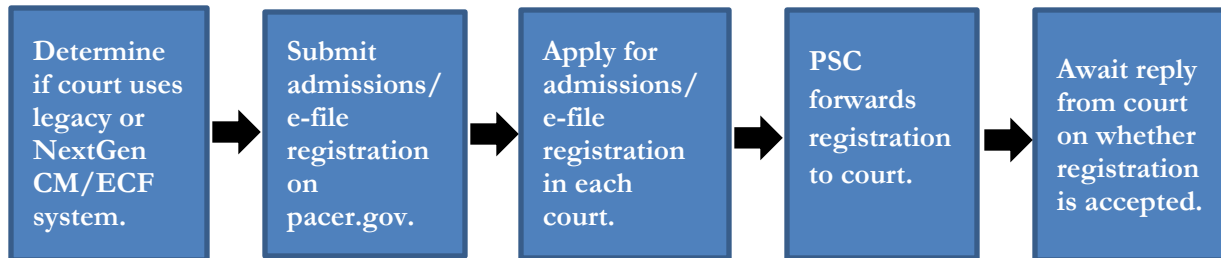 Determine
if court uses
legacy or
NextGen
CM/ECF
system.
Submit
admissions/
e-file
registration
on
pacer.gov.
Apply for
admissions/
e-file
registration
in each
court.
PSC
forwards
registration
to court.
Await reply
from court
on whether
registration
is accepted.